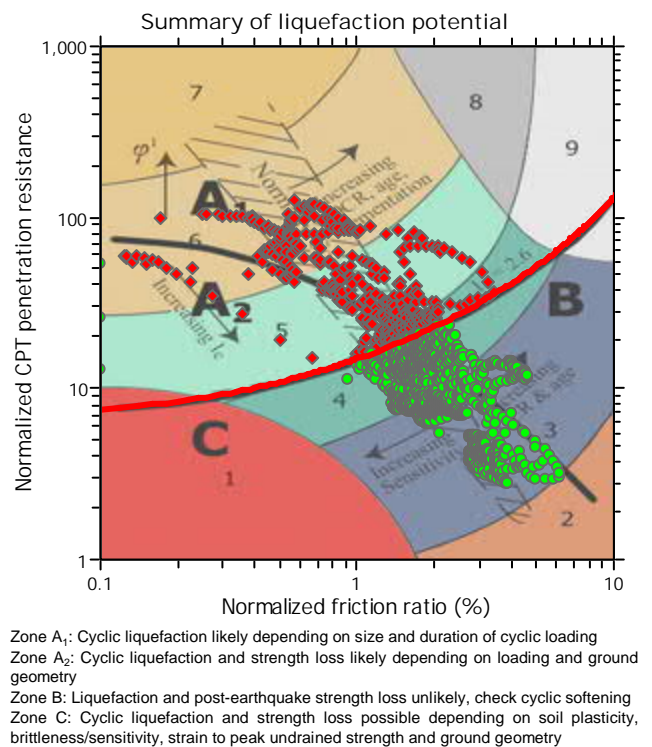 Summary of liquefaction potential
Normalized CPT penetration resistance
1,000
100
10
1
0.1
1
10
Normalized friction ratio (%)
7
8
9
φ'
A1
6
A2
5
B
4
C
1
3
2
Increasing
OCR, age,
cementation
Increasing Ic
2.6
Increasing
Sensitivity
Increasing
& age
Zone A1: Cyclic liquefaction likely depending on size and duration of cyclic loading
Zone A2: Cyclic liquefaction and strength loss likely depending on loading and ground
geometry
Zone B: Liquefaction and post-earthquake strength loss unlikely, check cyclic softening
Zone C: Cyclic liquefaction and strength loss possible depending on soil plasticity,
brittleness/sensitivity, strain to peak undrained strength and ground geometry